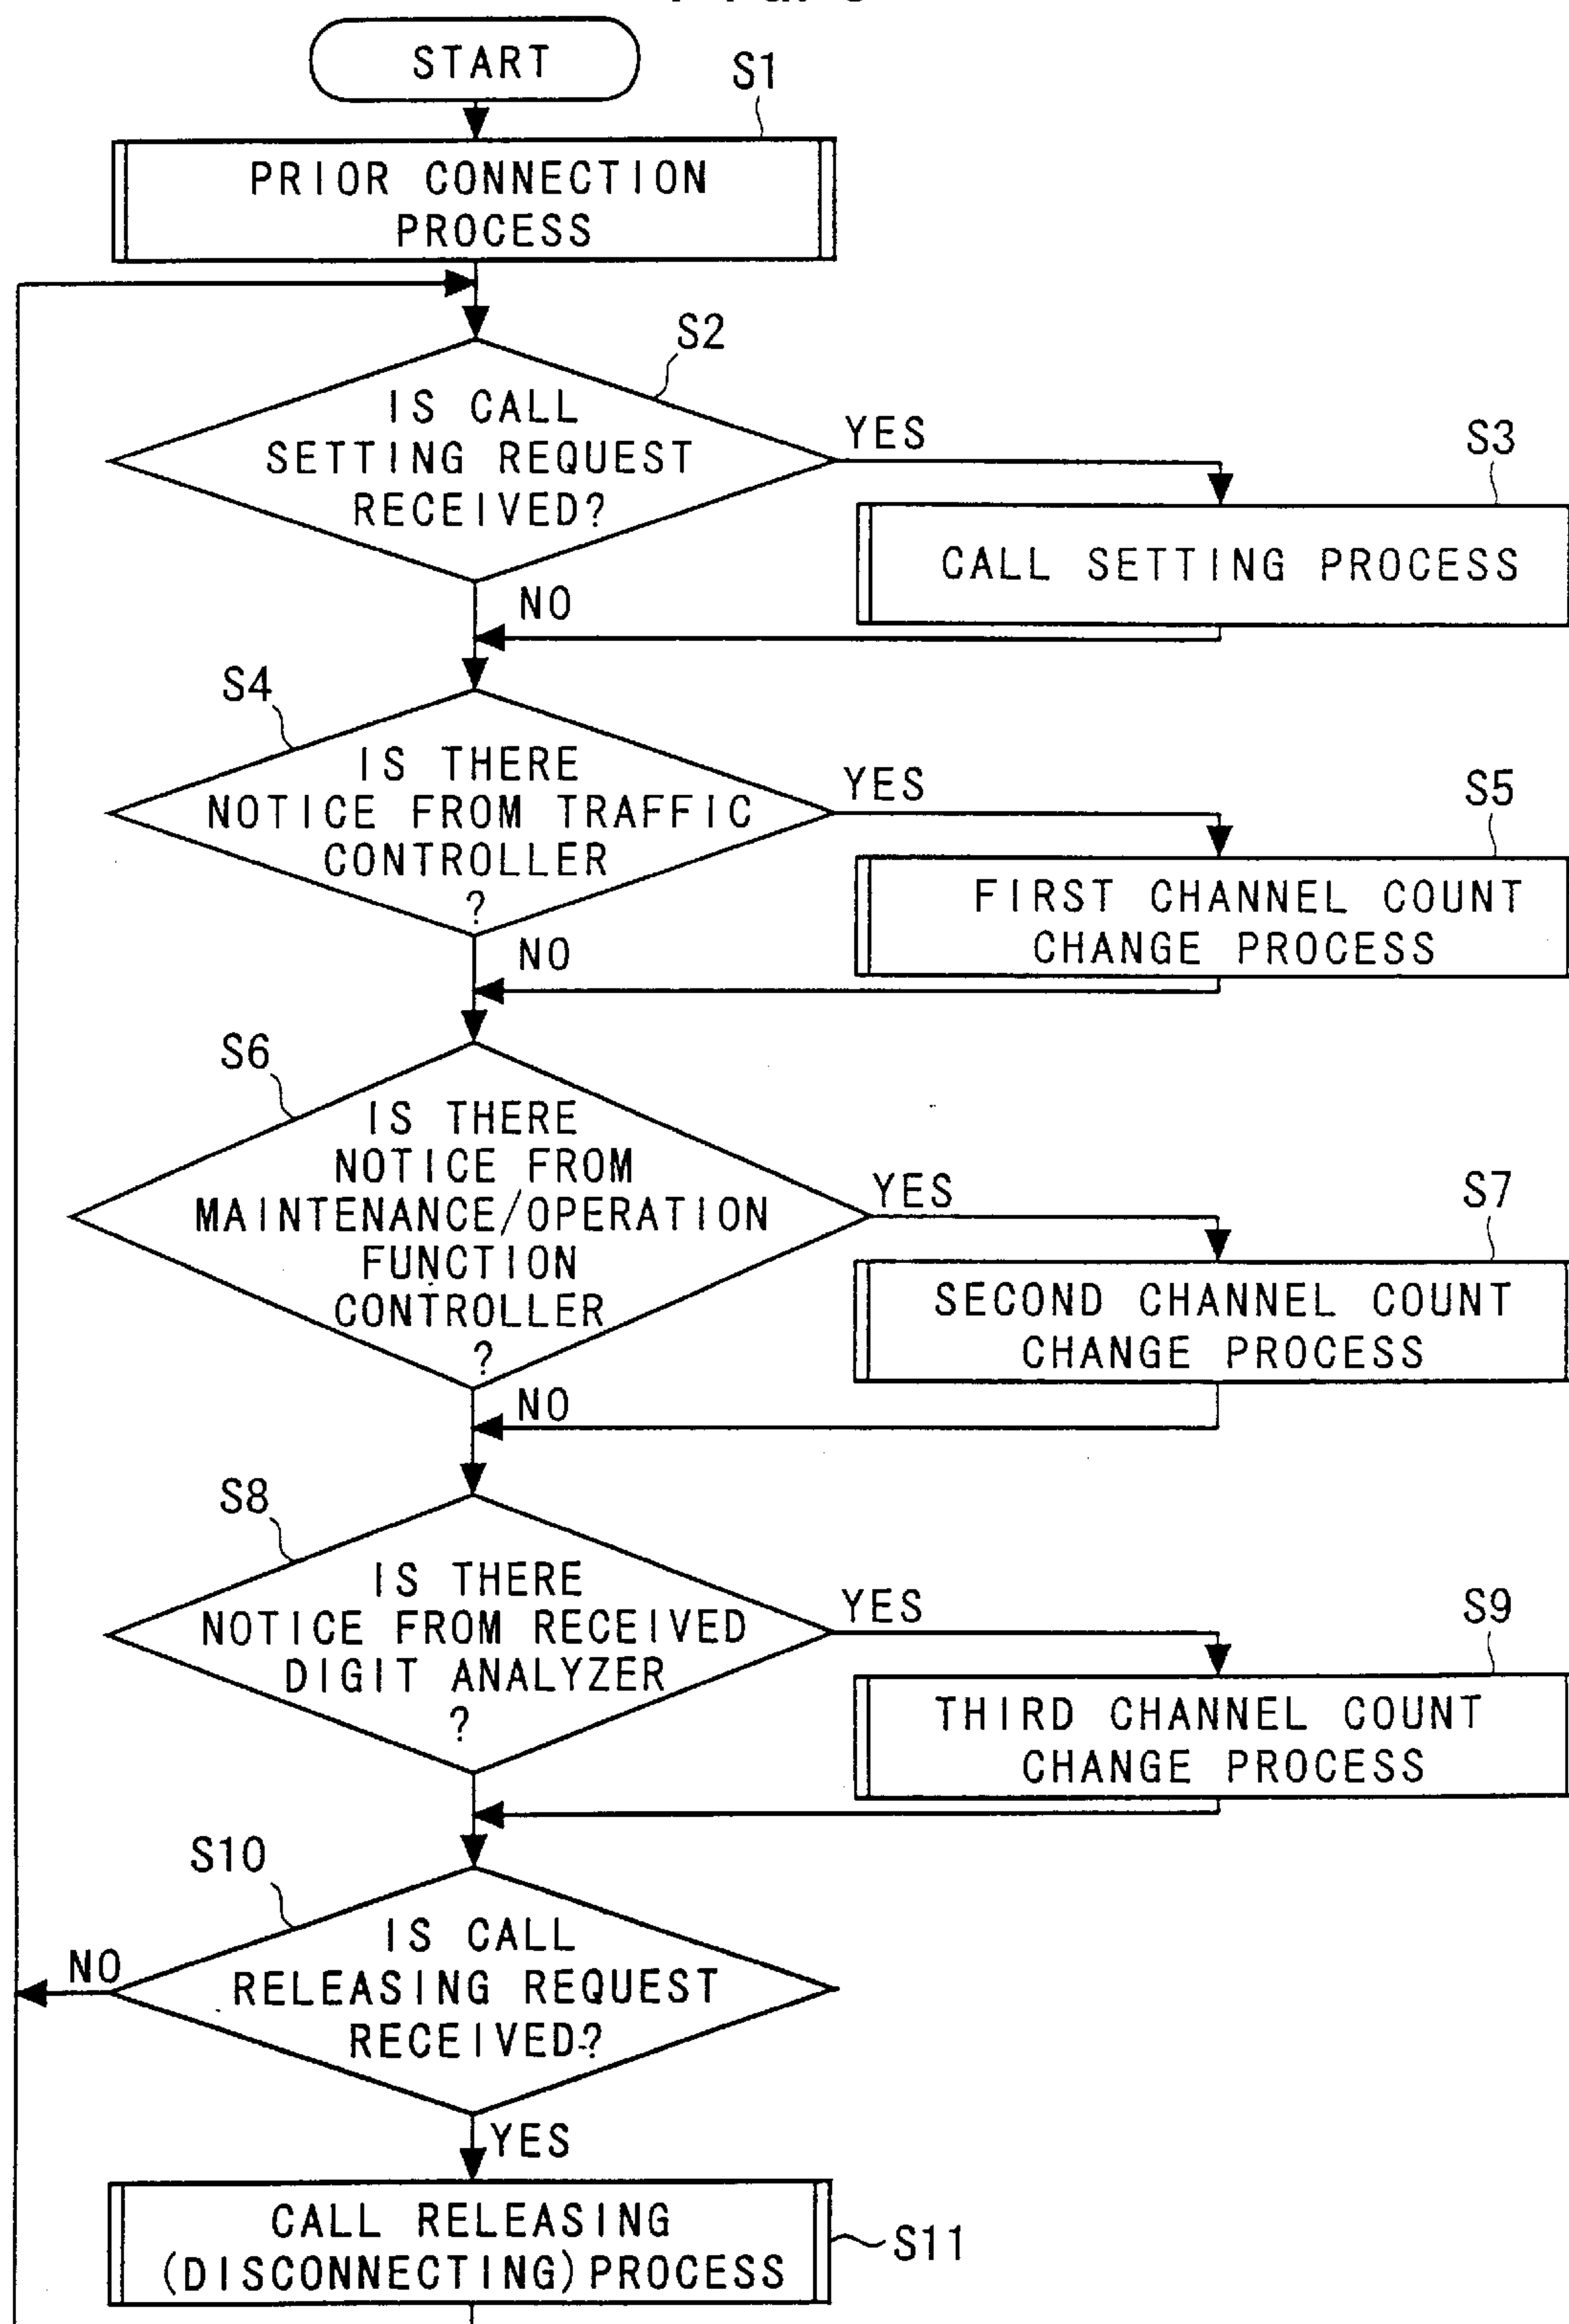 START
S1
PRIOR CONNECTION
PROCESS
S2
IS CALL
SETTING REQUEST
RECEIVED?
YES
S3
CALL SETTING PROCESS
NO
S4
IS THERE
NOTICE FROM TRAFFIC
CONTROLLER
?
YES
S5
FIRST CHANNEL COUNT
CHANGE PROCESS
NO
S6
IS THERE
NOTICE FROM
MAINTENANCE/OPERATION
FUNCTION
CONTROLLER
?
YES
S7
SECOND CHANNEL COUNT
CHANGE PROCESS
NO
S8
IS THERE
NOTICE FROM RECEIVED
DIGIT ANALYZER
?
YES
S9
THIRD CHANNEL COUNT
CHANGE PROCESS
S10
IS CALL
RELEASING REQUEST
RECEIVED?
NO
YES
CALL RELEASING
(DISCONNECTING)PROCESS
S11